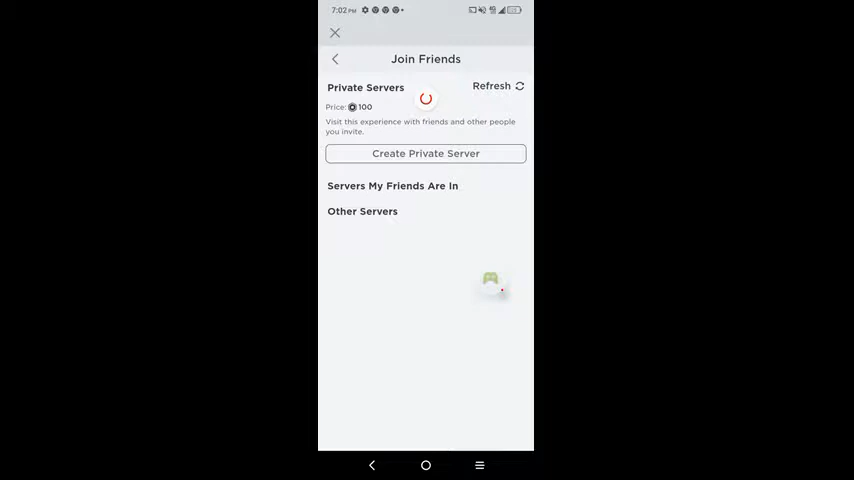 7:02 PM
Join Friends
Private Servers
Refresh
Price: 100
Visit this experience with friends and other people
you invite.
Create Private Server
Servers My Friends Are In
Other Servers